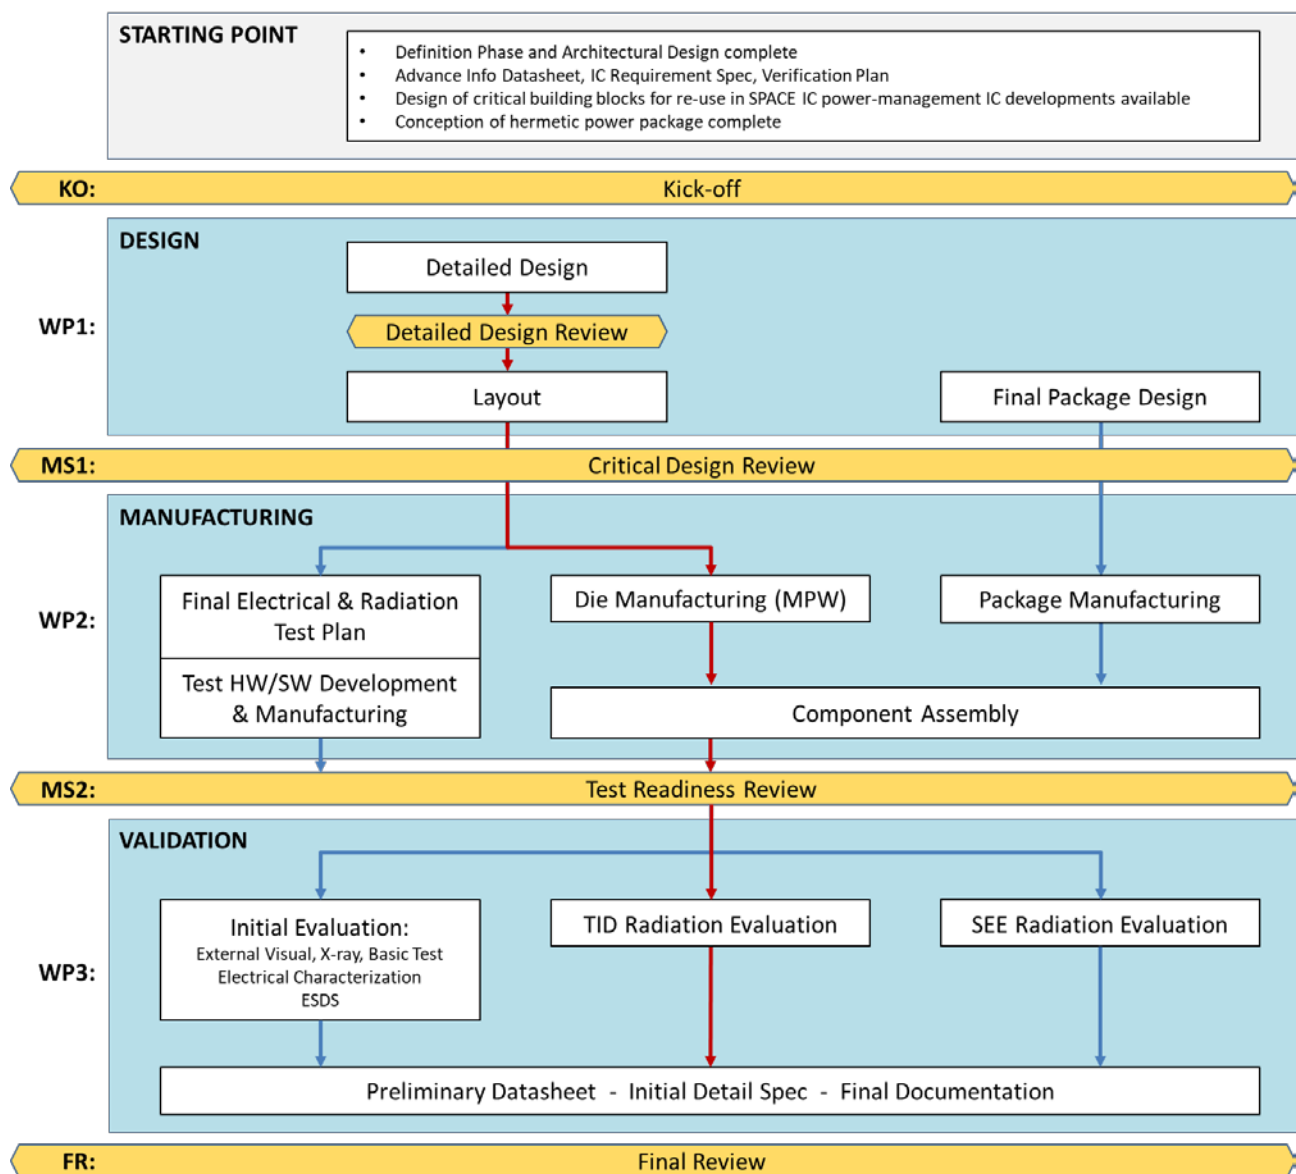 STARTING POINT
• Definition Phase and Architectural Design complete
• Advance Info Datasheet, IC Requirement Spec, Verification Plan
• Design of critical building blocks for re-use in SPACE IC power-management IC developments available
• Conception of hermetic power package complete
KO: Kick-off
DESIGN
Detailed Design
WP1:
Detailed Design Review
Layout
Final Package Design
MS1: Critical Design Review
MANUFACTURING
WP2:
Final Electrical & Radiation
Test Plan
Test HW/SW Development
& Manufacturing
Die Manufacturing (MPW)
Package Manufacturing
Component Assembly
MS2: Test Readiness Review
VALIDATION
WP3:
Initial Evaluation:
External Visual, X-ray, Basic Test
Electrical Characterization
ESDS
TID Radiation Evaluation
SEE Radiation Evaluation
Preliminary Datasheet - Initial Detail Spec - Final Documentation
FR: Final Review